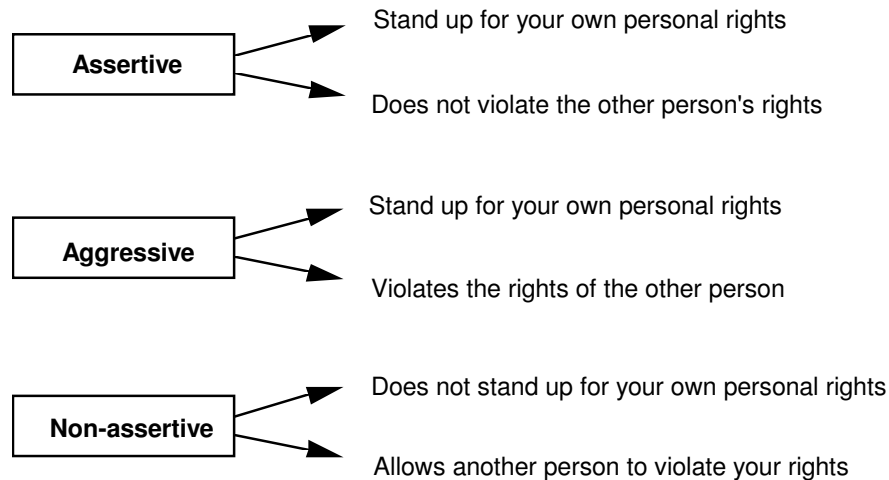 Stand up for your own personal rights
Assertive
Does not violate the other person's rights
Stand up for your own personal rights
Aggressive
Violates the rights of the other person
Does not stand up for your own personal rights
Non-assertive
Allows another person to violate your rights